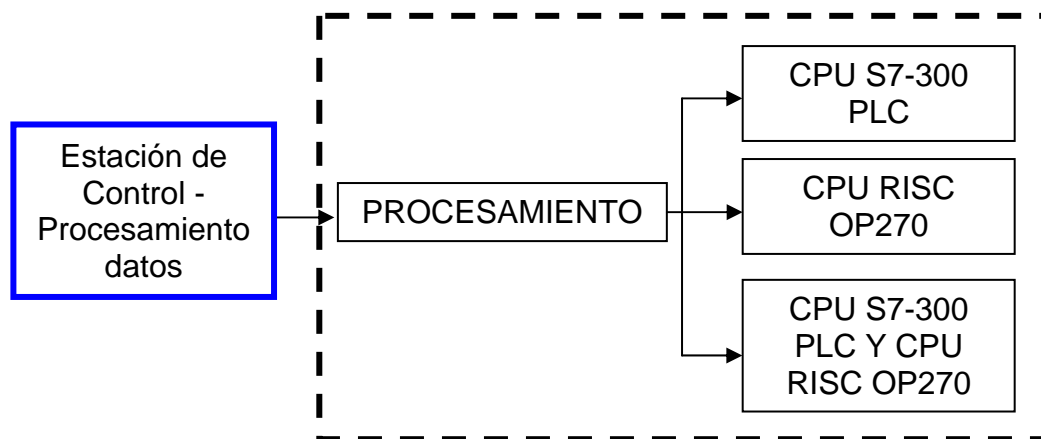 Estación de
Control -
Procesamiento
datos
PROCESAMIENTO
CPU S7-300
PLC
CPU RISC
OP270
CPU S7-300
PLC Y CPU
RISC OP270